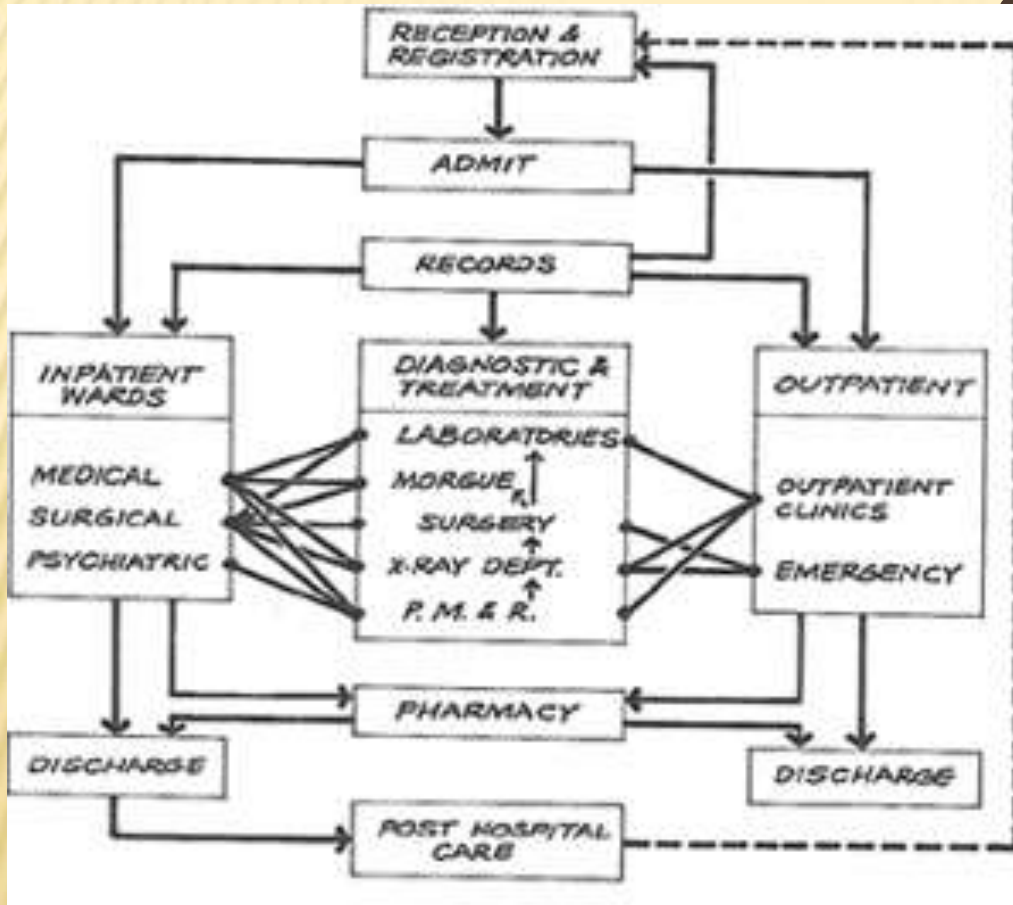 RECEPTION &
REGISTRATION
ADMIT
RECORDS
INPATIENT
WARDS
MEDICAL
SURGICAL
PSYCHIATRIC
DIAGNOSTIC &
TREATMENT
LABORATORIES
MORGUE
SURGERY
X-RAY DEPT.
P. M. & R.
OUTPATIENT
OUTPATIENT
CLINICS
EMERGENCY
PHARMACY
DISCHARGE
DISCHARGE
POST HOSPITAL
CARE